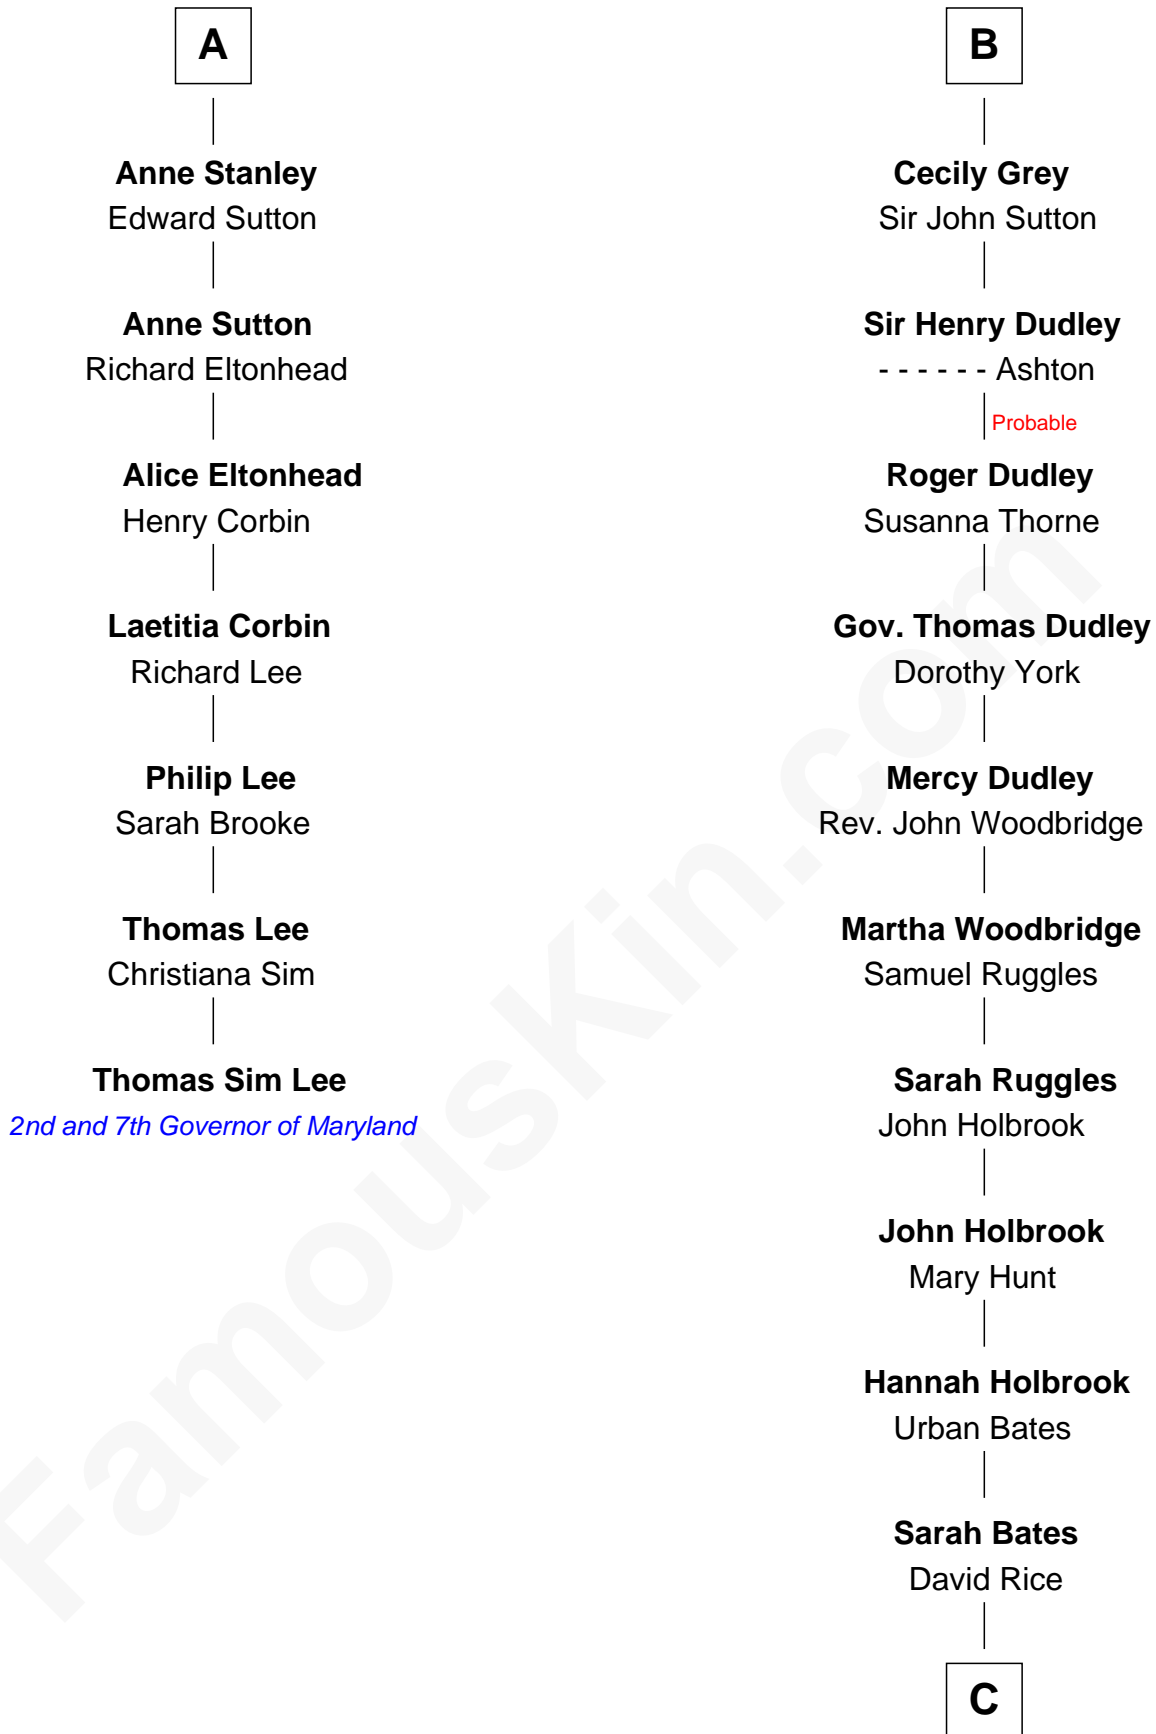 A
Anne Stanley
Edward Sutton
Anne Sutton
Richard Eltonhead
Alice Eltonhead
Henry Corbin
Laetitia Corbin
Richard Lee
Philip Lee
Sarah Brooke
Thomas Lee
Christiana Sim
Thomas Sim Lee
2nd and 7th Governor of Maryland
B
Cecily Grey
Sir John Sutton
Sir Henry Dudley
- - - - - - Ashton
Probable
Roger Dudley
Susanna Thorne
Gov. Thomas Dudley
Dorothy York
Mercy Dudley
Rev. John Woodbridge
Martha Woodbridge
Samuel Ruggles
Sarah Ruggles
John Holbrook
John Holbrook
Mary Hunt
Hannah Holbrook
Urban Bates
Sarah Bates
David Rice
C
FamousKin.com